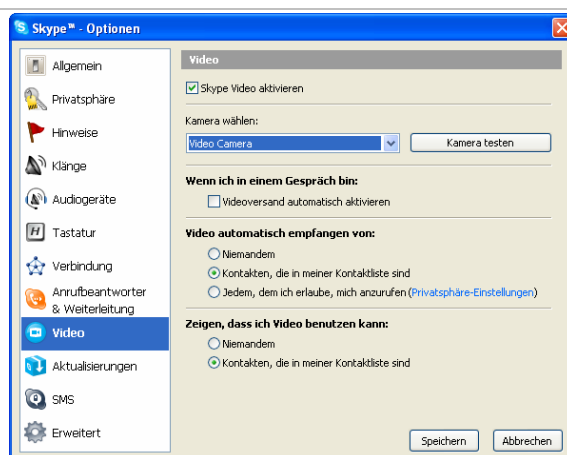 Skype™ - Optionen
Allgemein
Privatsphäre
Hinweise
Klänge
Audiogeräte
Tastatur
Verbindung
Anrufbeantworter
& Weiterleitung
Video
Aktualisierungen
SMS
Erweitert
Video
Skype Video aktivieren
Kamera wählen:
Video Camera
Kamera testen
Wenn ich in einem Gespräch bin:
Videoversand automatisch aktivieren
Video automatisch empfangen von:
Niemandem
Kontakten, die in meiner Kontaktliste sind
Jedem, dem ich erlaube, mich anzurufen (Privatsphäre-Einstellungen)
Zeigen, dass ich Video benutzen kann:
Niemandem
Kontakten, die in meiner Kontaktliste sind
Speichern
Abbrechen